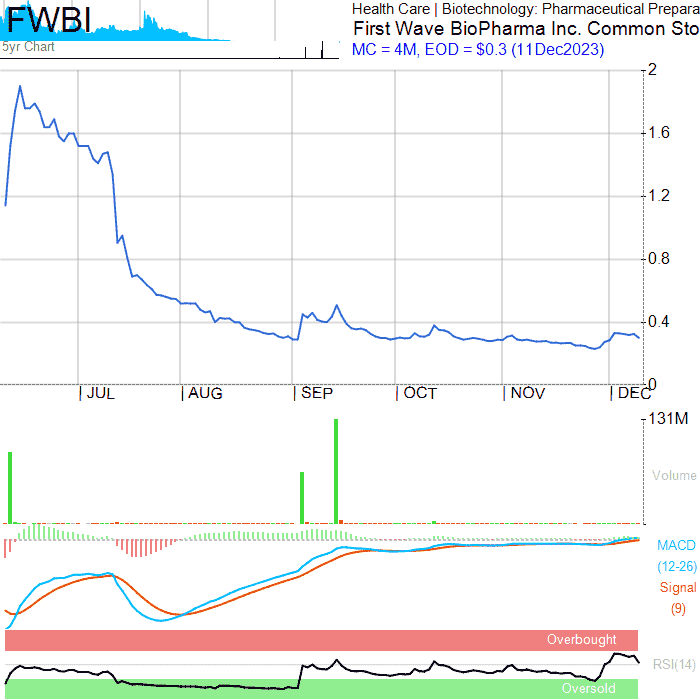 FWBI
5yr Chart
Health Care | Biotechnology: Pharmaceutical Prepara
First Wave BioPharma Inc. Common Sto
MC = 4M, EOD = $0.3 (11Dec2023)
2
1.6
1.2
0.8
0.4
0
JUL AUG SEP OCT NOV DEC
131M
Volume
MACD
(12-26)
Signal
(9)
Overbought
RSI(14)
Oversold